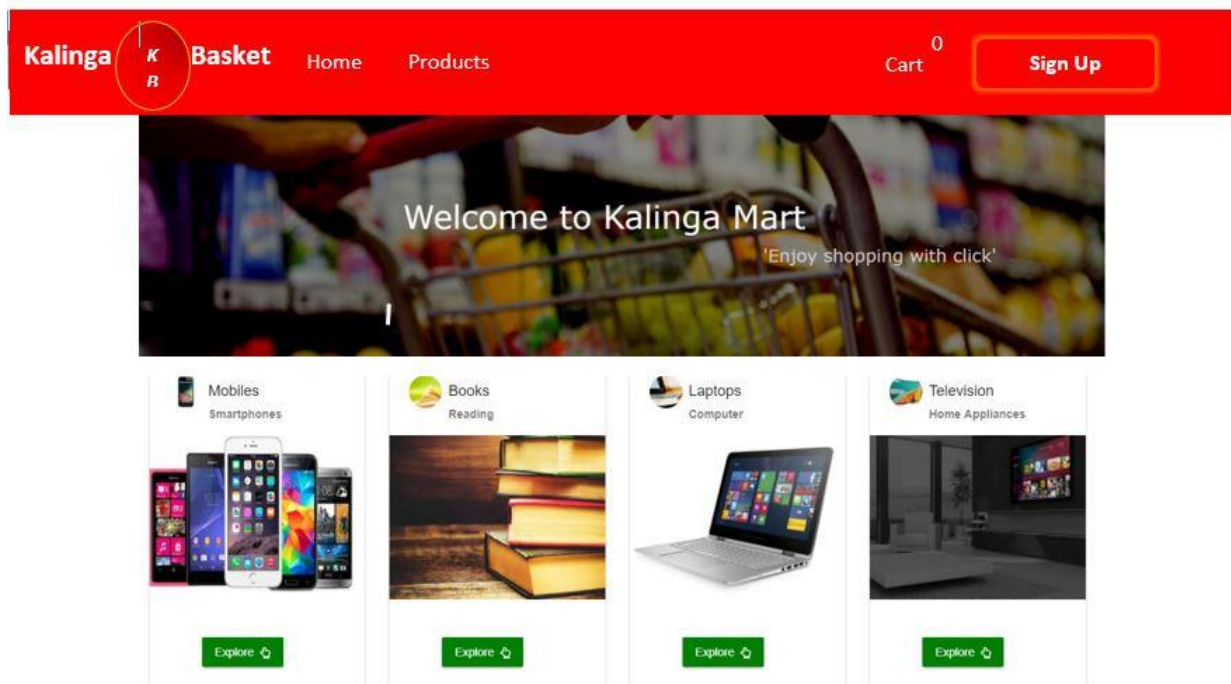 Kalinga K B Basket Home Products Cart 0 Sign Up
Welcome to Kalinga Mart
'Enjoy shopping with click'
Mobiles
Smartphones
Books
Reading
Laptops
Computer
Television
Home Appliances
Explore
Explore
Explore
Explore